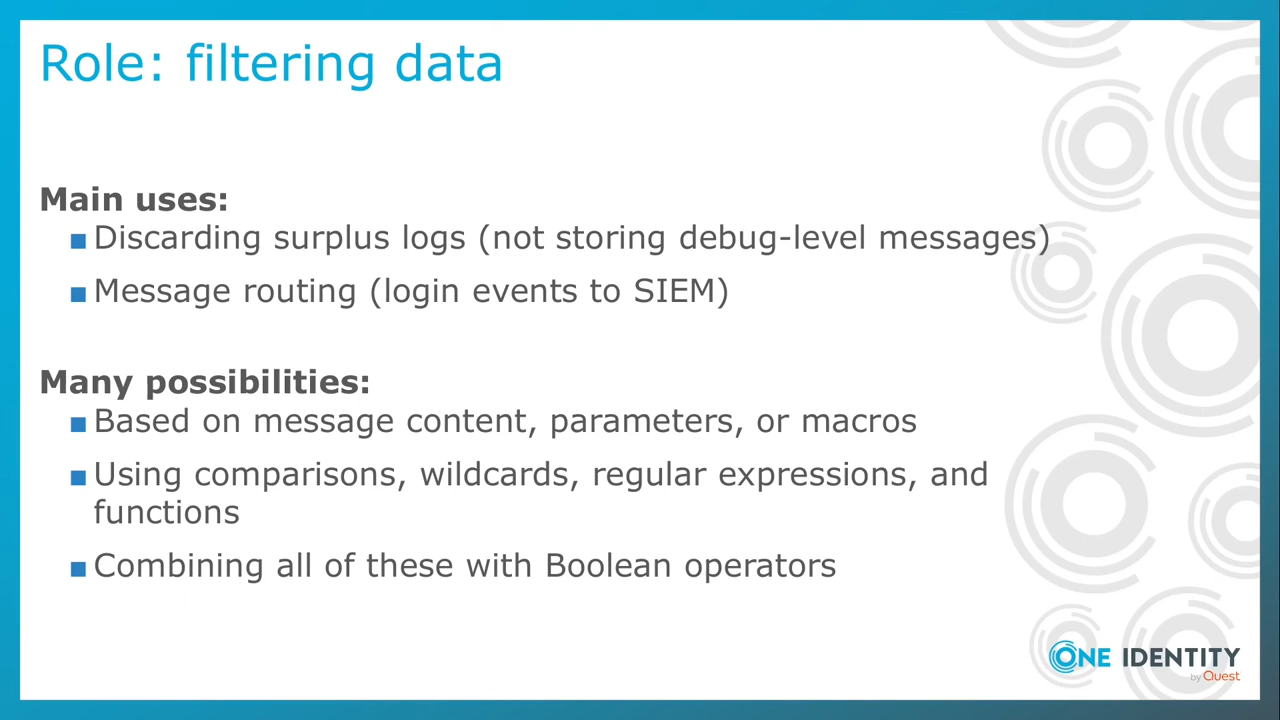 Role: filtering data
Main uses:
Discarding surplus logs (not storing debug-level messages)
Message routing (login events to SIEM)
Many possibilities:
Based on message content, parameters, or macros
Using comparisons, wildcards, regular expressions, and
functions
Combining all of these with Boolean operators
ONE IDENTITY
by Quest